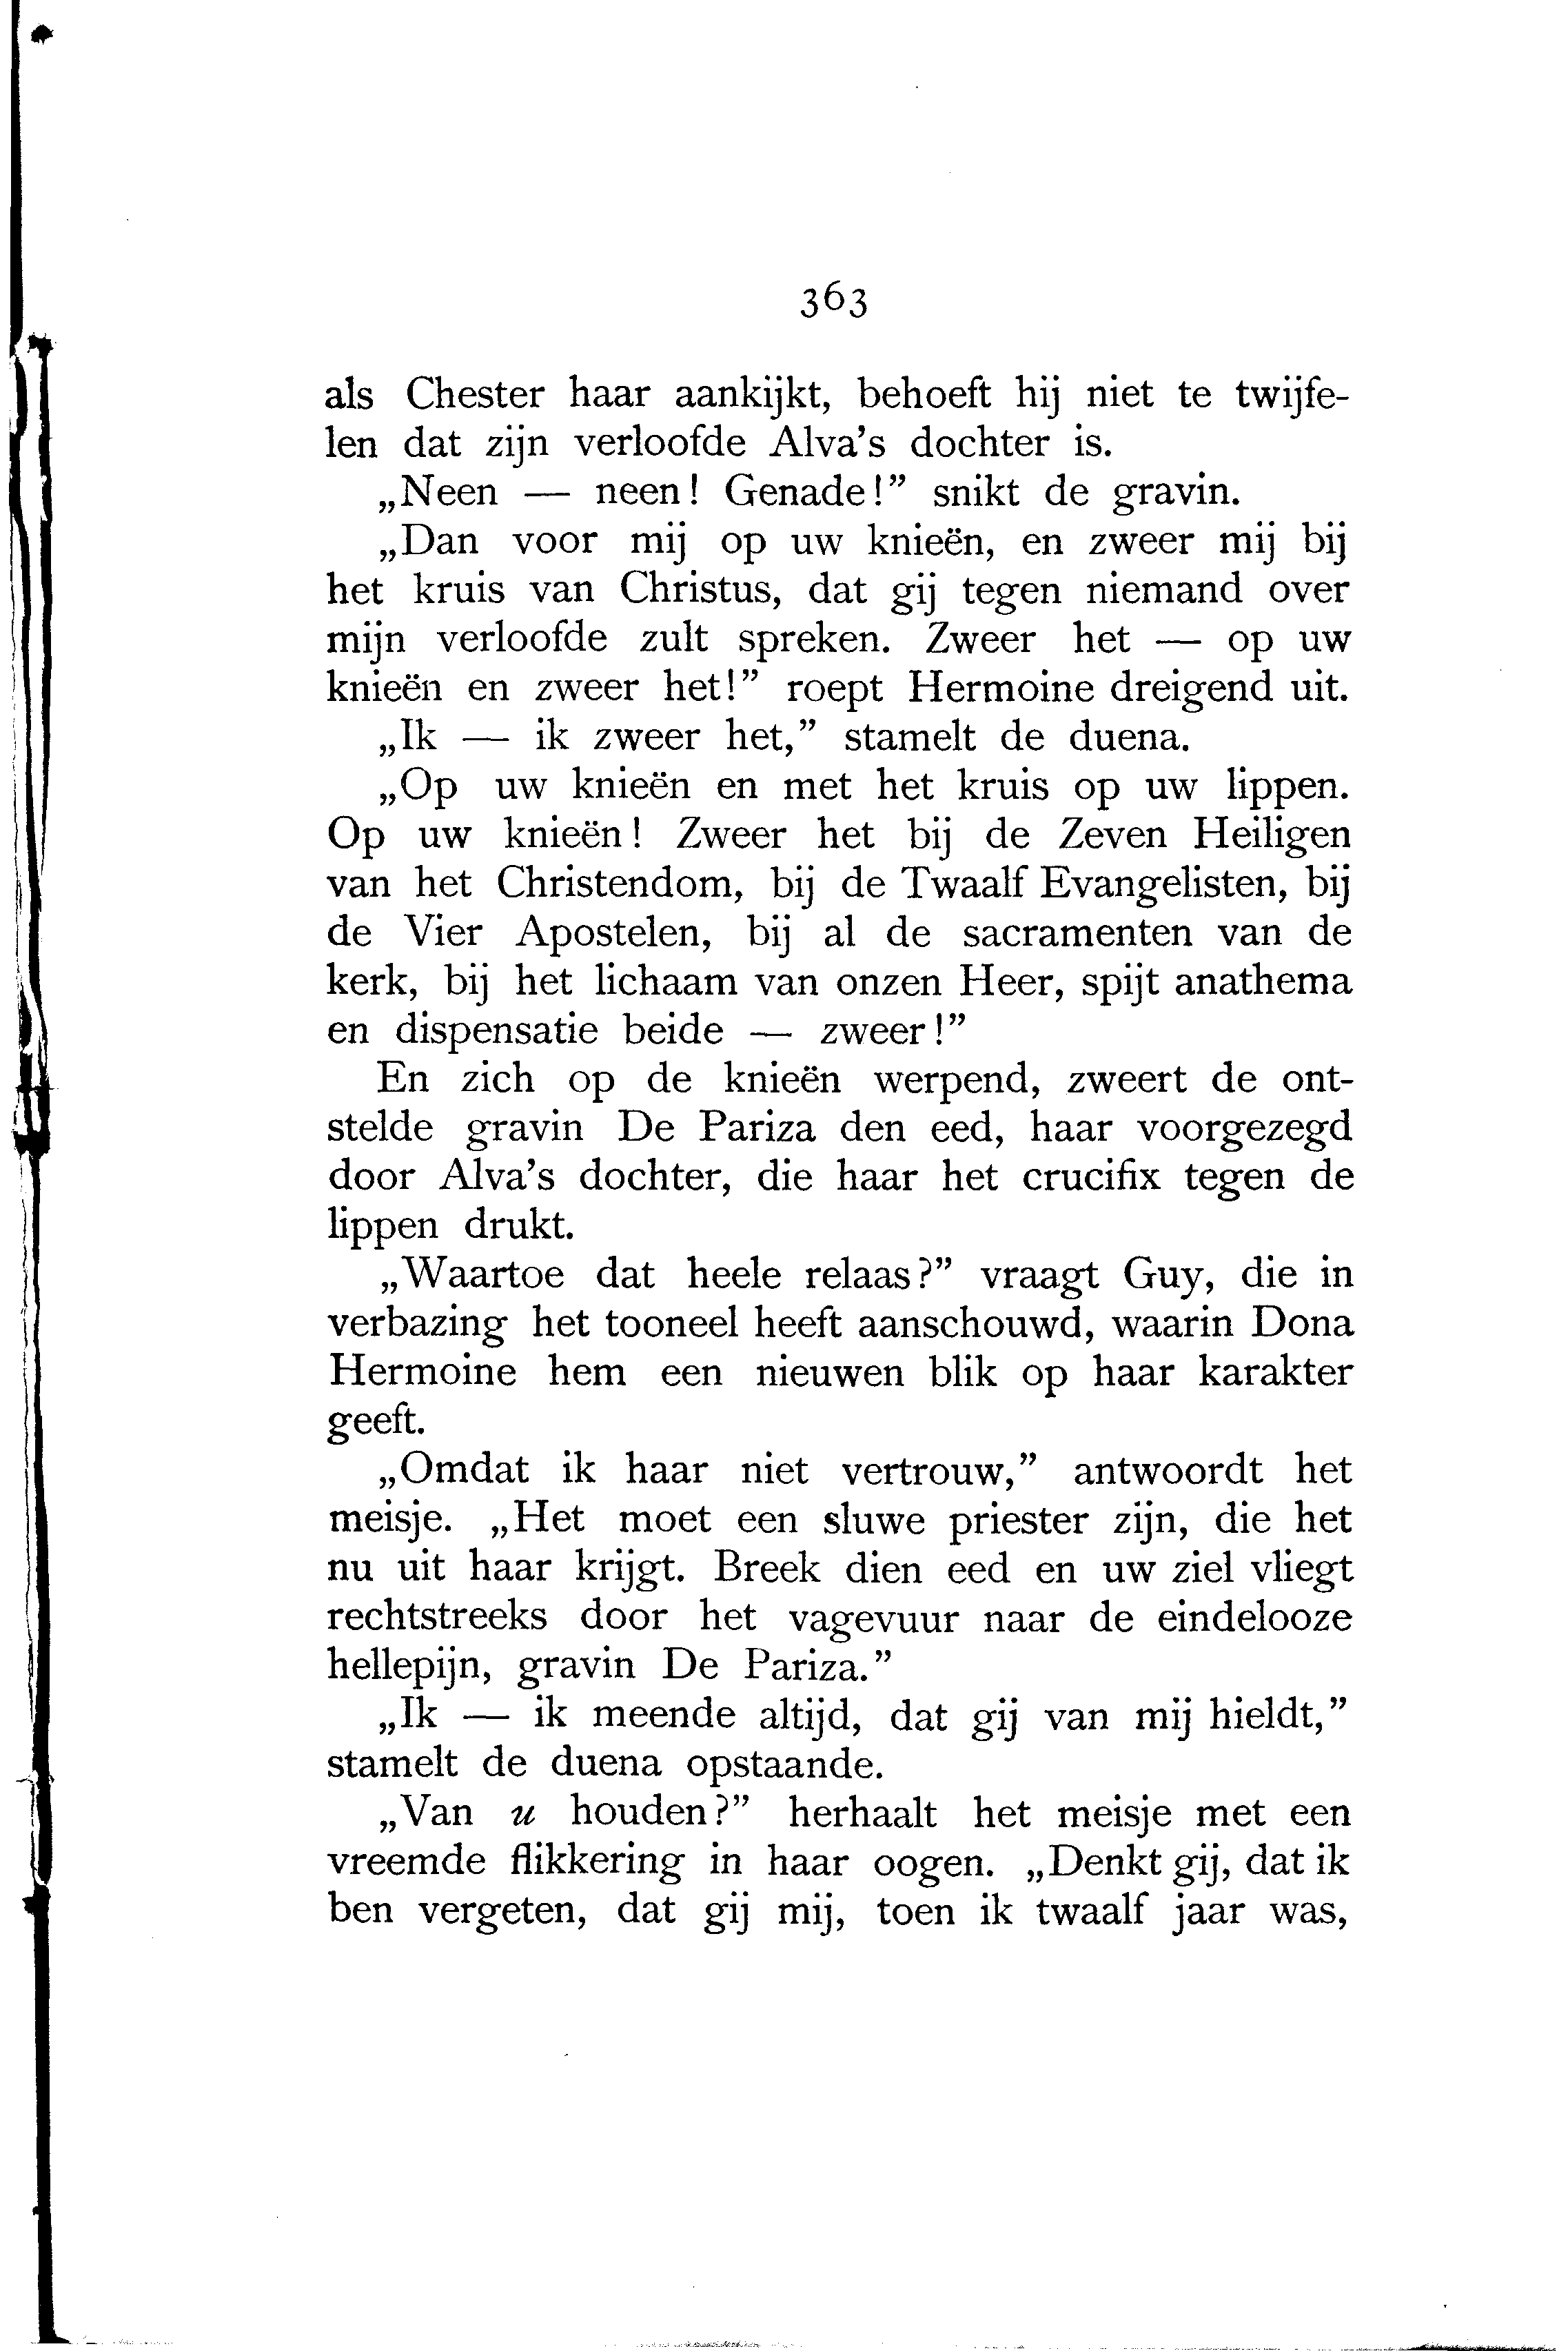 363
als Chester haar aankijkt, behoeft hij niet te twijfe-
len dat zijn verloofde Alva's dochter is.
„Neen — neen! Genade!” snikt de gravin.
„Dan voor mij op uw knieën, en zweer mij bij
het kruis van Christus, dat gij tegen niemand over
mijn verloofde zult spreken. Zweer het — op uw
knieën en zweer het!” roept Hermoine dreigend uit.
„Ik — ik zweer het,” stamelt de duena.
„Op uw knieën en met het kruis op uw lippen.
Op uw knieën! Zweer het bij de Zeven Heiligen
van het Christendom, bij de Twaalf Evangelisten, bij
de Vier Apostelen, bij al de sacramenten van de
kerk, bij het lichaam van onzen Heer, spijt anathema
en dispensatie beide — zweer!”
En zich op de knieën werpend, zweert de ont-
stelde gravin De Pariza den eed, haar voorgezegd
door Alva's dochter, die haar het crucifix tegen de
lippen drukt.
„Waartoe dat heele relaas?” vraagt Guy, die in
verbazing het tooneel heeft aanschouwd, waarin Dona
Hermoine hem een nieuwen blik op haar karakter
geeft.
„Omdat ik haar niet vertrouw,” antwoordt het
meisje. „Het moet een sluwe priester zijn, die het
nu uit haar krijgt. Breek dien eed en uw ziel vliegt
rechtstreeks door het vagevuur naar de eindelooze
hellepijn, gravin De Pariza.”
„Ik — ik meende altijd, dat gij van mij hieldt,”
stamelt de duena opstaande.
„Van u houden?” herhaalt het meisje met een
vreemde flikkering in haar oogen. „Denkt gij, dat ik
ben vergeten, dat gij mij, toen ik twaalf jaar was,